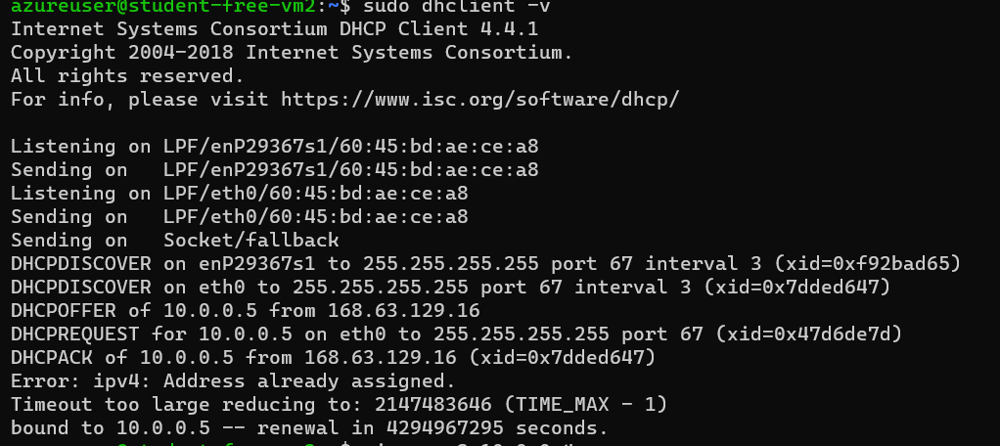 azureuser@student-free-vm2:~$ sudo dhclient -v
Internet Systems Consortium DHCP Client 4.4.1
Copyright 2004-2018 Internet Systems Consortium.
All rights reserved.
For info, please visit https://www.isc.org/software/dhcp/
Listening on LPF/enP29367s1/60:45:bd:ae:ce:a8
Sending on   LPF/enP29367s1/60:45:bd:ae:ce:a8
Listening on LPF/eth0/60:45:bd:ae:ce:a8
Sending on   LPF/eth0/60:45:bd:ae:ce:a8
Sending on   Socket/fallback
DHCPDISCOVER on enP29367s1 to 255.255.255.255 port 67 interval 3 (xid=0xf92bad65)
DHCPDISCOVER on eth0 to 255.255.255.255 port 67 interval 3 (xid=0x7dded647)
DHCPOFFER of 10.0.0.5 from 168.63.129.16
DHCPREQUEST for 10.0.0.5 on eth0 to 255.255.255.255 port 67 (xid=0x47d6de7d)
DHCPACK of 10.0.0.5 from 168.63.129.16 (xid=0x7dded647)
Error: ipv4: Address already assigned.
Timeout too large reducing to: 2147483646 (TIME_MAX - 1)
bound to 10.0.0.5 -- renewal in 4294967295 seconds.